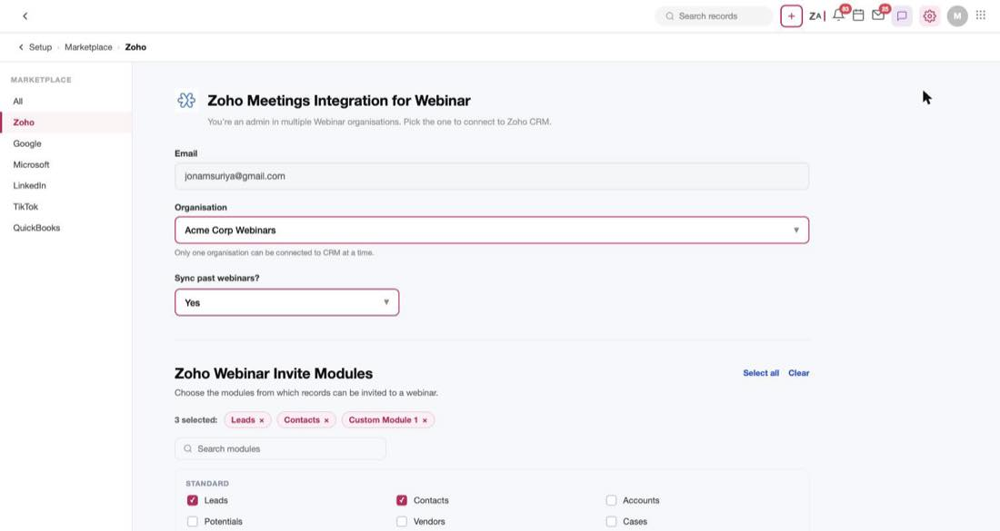 Search records
+
ZA
93
25
M
Setup
Marketplace
Zoho
MARKETPLACE
All
Zoho
Google
Microsoft
LinkedIn
TikTok
QuickBooks
Zoho Meetings Integration for Webinar
You're an admin in multiple Webinar organisations. Pick the one to connect to Zoho CRM.
Email
jonamsuriya@gmail.com
Organisation
Acme Corp Webinars
Only one organisation can be connected to CRM at a time.
Sync past webinars?
Yes
Zoho Webinar Invite Modules
Select all Clear
Choose the modules from which records can be invited to a webinar.
3 selected: Leads × Contacts × Custom Module 1 ×
Search modules
STANDARD
Leads Contacts Accounts
Potentials Vendors Cases